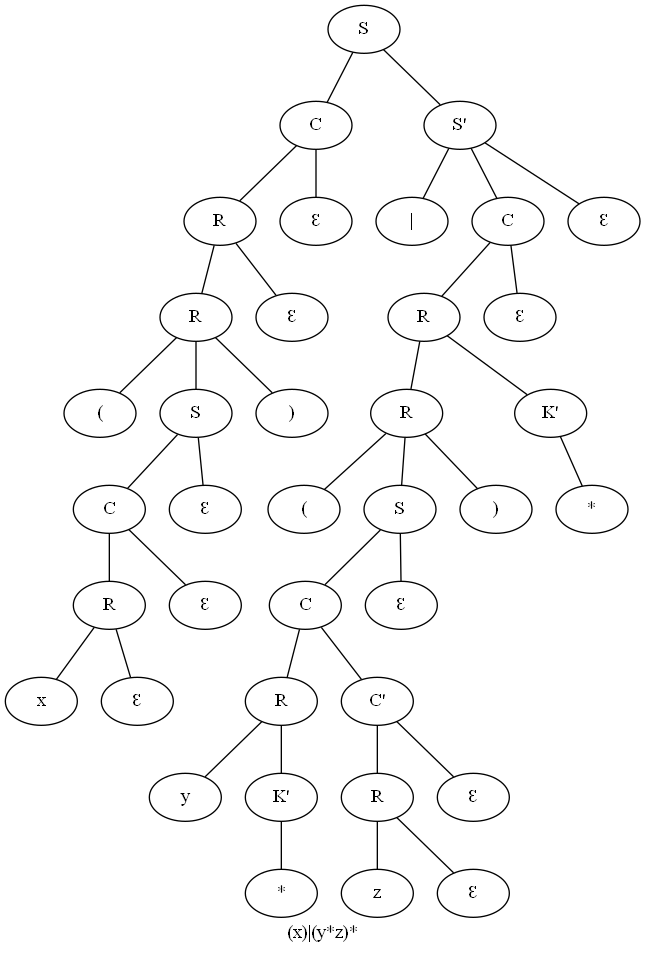 S
C S'
R ε | C ε
R ε R ε
( S ) R K'
C ε ( S ) *
R ε C ε
x ε R C'
y K' R ε
* z ε
(x)|(y*z)*